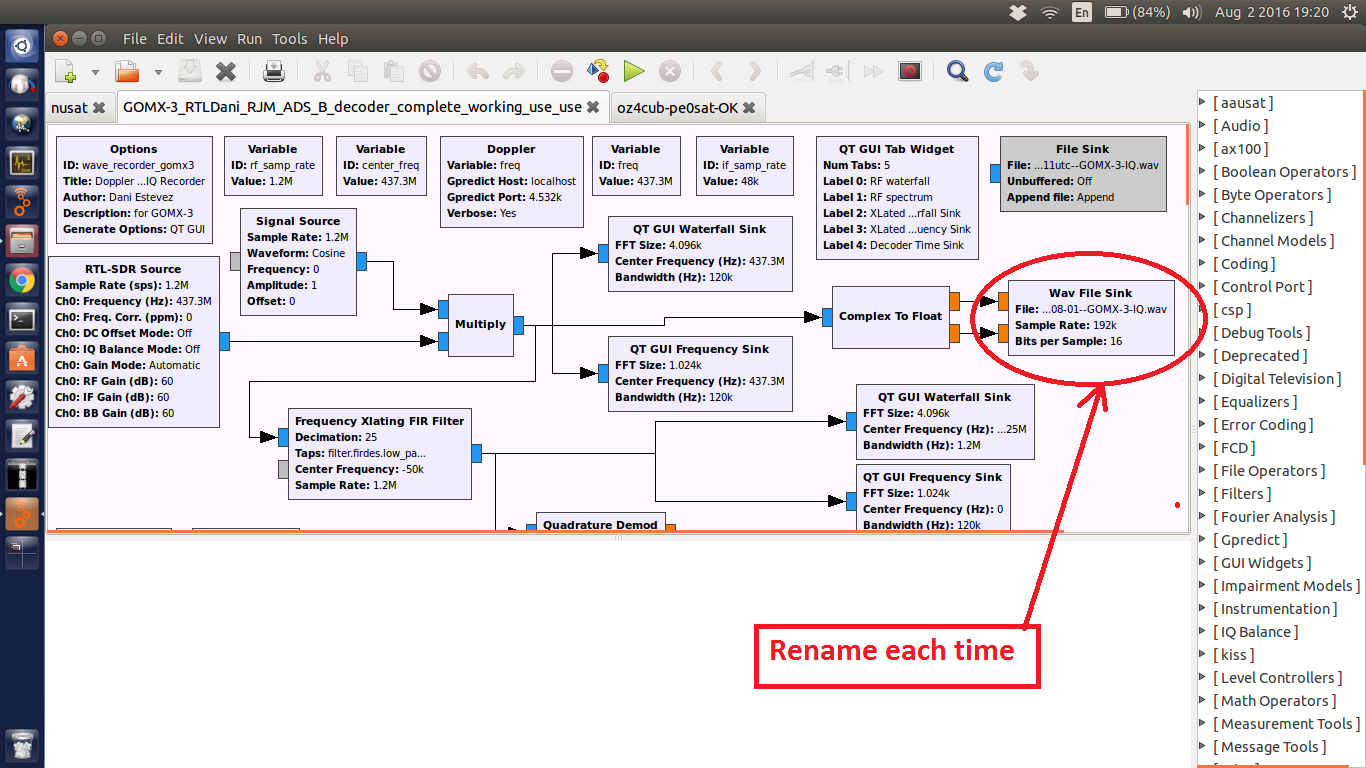 En (84%) Aug 2 2016 19:20
File Edit View Run Tools Help
nusat GOMX-3_RTLDani_RJM_ADS_B_decoder_complete_working_use_use oz4cub-pe0sat-OK
Options
ID: wave_recorder_gomx3
Title: Doppler ...IQ Recorder
Author: Dani Estevez
Description: for GOMX-3
Generate Options: QT GUI
Variable
ID: rf_samp_rate
Value: 1.2M
Variable
ID: center_freq
Value: 437.3M
Doppler
Variable: freq
Gpredict Host: localhost
Gpredict Port: 4.532k
Verbose: Yes
Variable
ID: freq
Value: 437.3M
Variable
ID: if_samp_rate
Value: 48k
QT GUI Tab Widget
Num Tabs: 5
Label 0: RF waterfall
Label 1: RF spectrum
Label 2: XLated ...rfall Sink
Label 3: XLated ...uency Sink
Label 4: Decoder Time Sink
File Sink
File: ...11utc--GOMX-3-IQ.wav
Unbuffered: Off
Append file: Append
Signal Source
Sample Rate: 1.2M
Waveform: Cosine
Frequency: 0
Amplitude: 1
Offset: 0
RTL-SDR Source
Sample Rate (sps): 1.2M
Ch0: Frequency (Hz): 437.3M
Ch0: Freq. Corr. (ppm): 0
Ch0: DC Offset Mode: Off
Ch0: IQ Balance Mode: Off
Ch0: Gain Mode: Automatic
Ch0: RF Gain (dB): 60
Ch0: IF Gain (dB): 60
Ch0: BB Gain (dB): 60
Multiply
QT GUI Waterfall Sink
FFT Size: 4.096k
Center Frequency (Hz): 437.3M
Bandwidth (Hz): 120k
QT GUI Frequency Sink
FFT Size: 1.024k
Center Frequency (Hz): 437.3M
Bandwidth (Hz): 120k
Complex To Float
Wav File Sink
File: ...08-01--GOMX-3-IQ.wav
Sample Rate: 192k
Bits per Sample: 16
Frequency Xlating FIR Filter
Decimation: 25
Taps: filter.firdes.low_pa...
Center Frequency: -50k
Sample Rate: 1.2M
QT GUI Waterfall Sink
FFT Size: 4.096k
Center Frequency (Hz): ...25M
Bandwidth (Hz): 1.2M
QT GUI Frequency Sink
FFT Size: 1.024k
Center Frequency (Hz): 0
Bandwidth (Hz): 120k
Quadrature Demod
Rename each time
[ aausat ]
[ Audio ]
[ ax100 ]
[ Boolean Operators ]
[ Byte Operators ]
[ Channelizers ]
[ Channel Models ]
[ Coding ]
[ Control Port ]
[ csp ]
[ Debug Tools ]
[ Deprecated ]
[ Digital Television ]
[ Equalizers ]
[ Error Coding ]
[ FCD ]
[ File Operators ]
[ Filters ]
[ Fourier Analysis ]
[ Gpredict ]
[ GUI Widgets ]
[ Impairment Models ]
[ Instrumentation ]
[ IQ Balance ]
[ kiss ]
[ Level Controllers ]
[ Math Operators ]
[ Measurement Tools ]
[ Message Tools ]